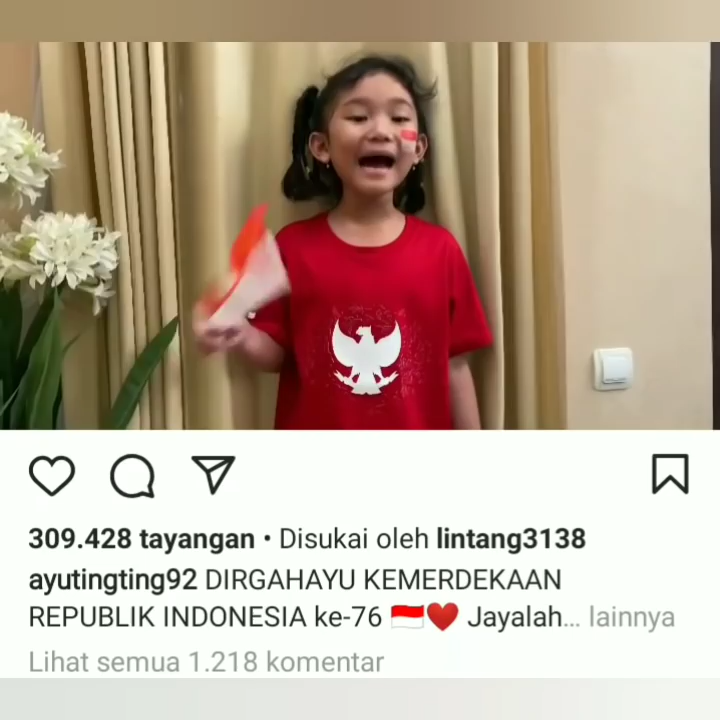 309.428 tayangan • Disukai oleh lintang3138
ayutingting92 DIRGAHAYU KEMERDEKAAN
REPUBLIK INDONESIA ke-76 🇮🇩❤️ Jayalah... lainnya
Lihat semua 1.218 komentar